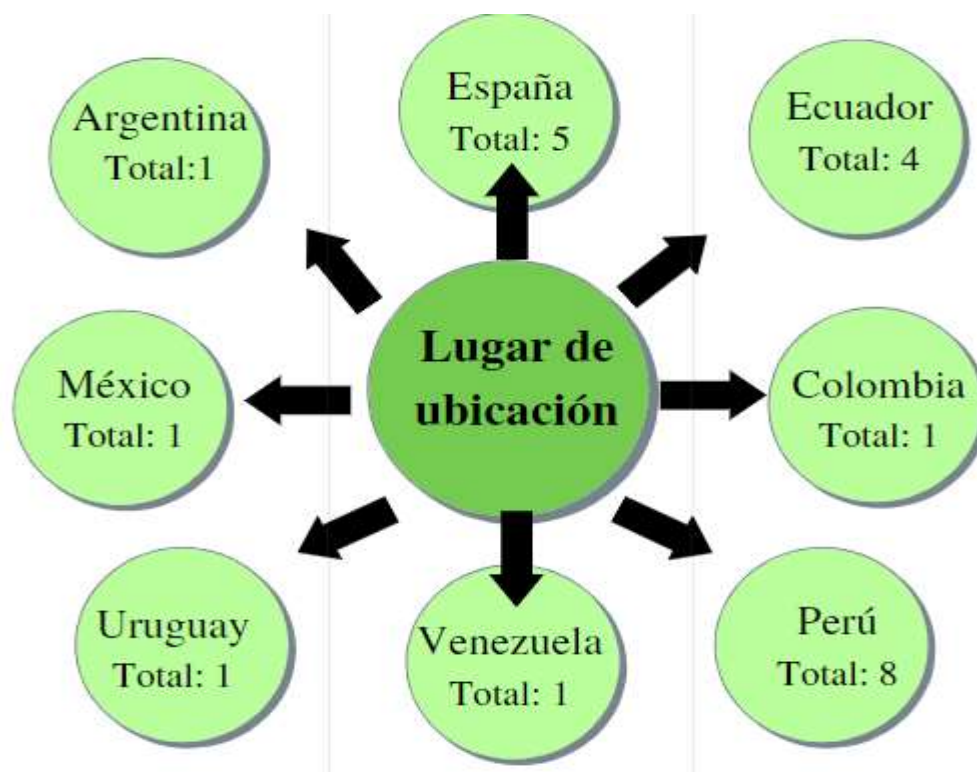 Argentina
Total:1
España
Total: 5
Ecuador
Total: 4
México
Total: 1
Lugar de
ubicación
Colombia
Total: 1
Uruguay
Total: 1
Venezuela
Total: 1
Perú
Total: 8